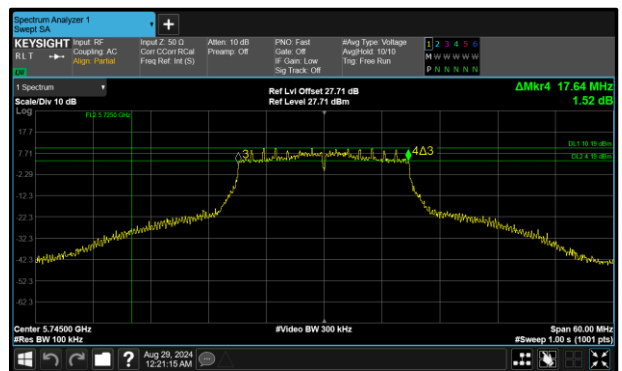 Spectrum Analyzer 1
Swept SA
KEYSIGHT
RLT
Input: RF
Coupling: AC
Align: Partial
Input Z: 50 Ω
Corr CCorr RCal
Freq Ref: Int (S)
Atten: 10 dB
Preamp: Off
PNO: Fast
Gate: Off
IF Gain: Low
Sig Track: Off
#Avg Type: Voltage
Avg|Hold: 10/10
Trig: Free Run
1 2 3 4 5 6
M W W W W W
P N N N N N
1 Spectrum
Scale/Div 10 dB
Ref Lvl Offset 27.71 dB
Ref Level 27.71 dBm
ΔMkr4 17.64 MHz
1.52 dB
Log
FL2 5.7250 GHz
17.7
7.71
-2.29
-12.3
-22.3
-32.3
-42.3
-52.3
-62.3
3
4Δ3
DL1 10.19 dBm
DL2 4.19 dBm
Center 5.74500 GHz
#Res BW 100 kHz
#Video BW 300 kHz
Span 60.00 MHz
#Sweep 1.00 s (1001 pts)
?
Aug 29, 2024
12:21:15 AM